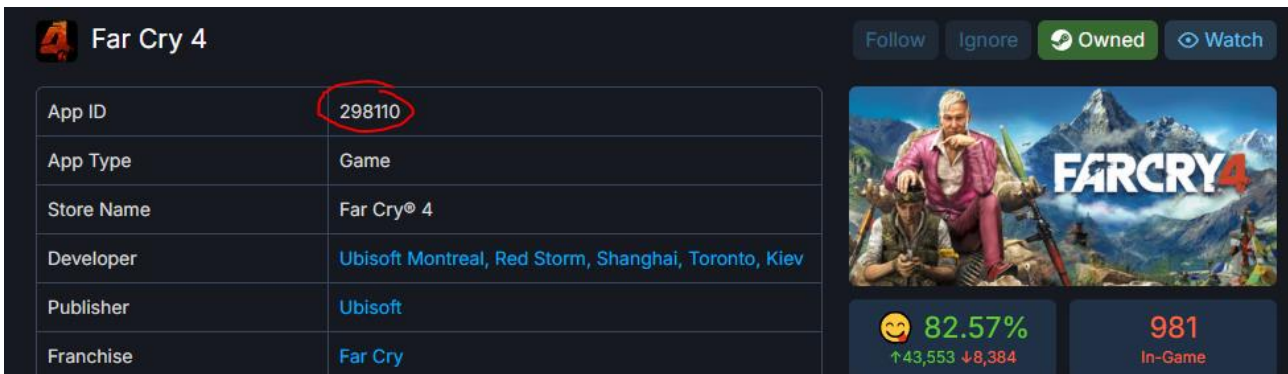 Far Cry 4
Follow
Ignore
Owned
Watch
App ID
298110
App Type
Game
Store Name
Far Cry® 4
Developer
Ubisoft Montreal, Red Storm, Shanghai, Toronto, Kiev
Publisher
Ubisoft
Franchise
Far Cry
FARCRY4
82.57%
↑43,553 ↓8,384
981
In-Game